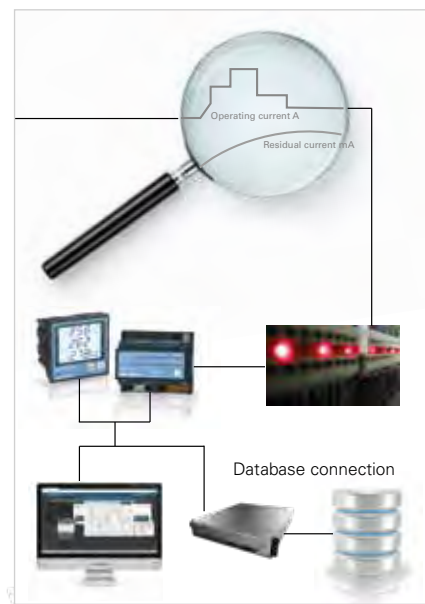 Operating current A
Residual current mA
Database connection